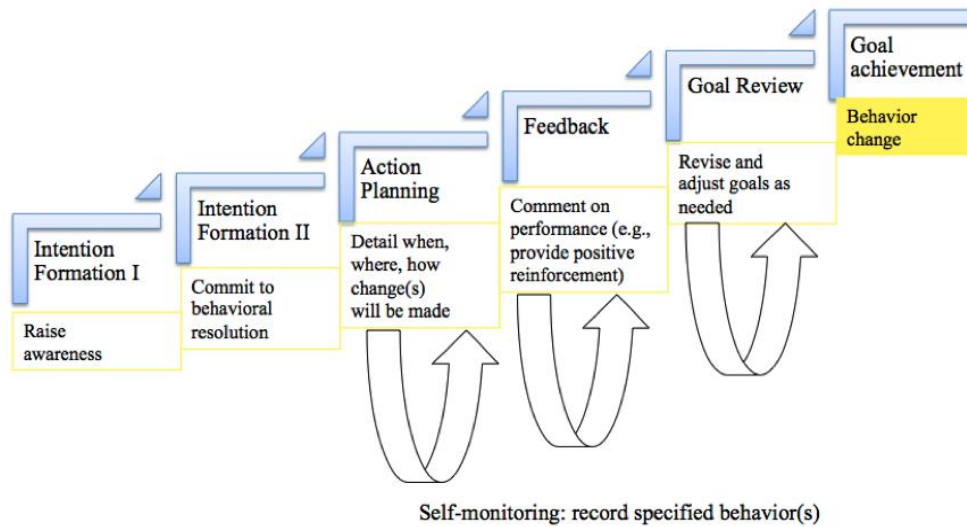 Intention
Formation I
Raise
awareness
Intention
Formation II
Commit to
behavioral
resolution
Action
Planning
Detail when,
where, how
change(s)
will be made
Feedback
Comment on
performance (e.g.,
provide positive
reinforcement)
Goal Review
Revise and
adjust goals as
needed
Goal
achievement
Behavior
change
Self-monitoring: record specified behavior(s)